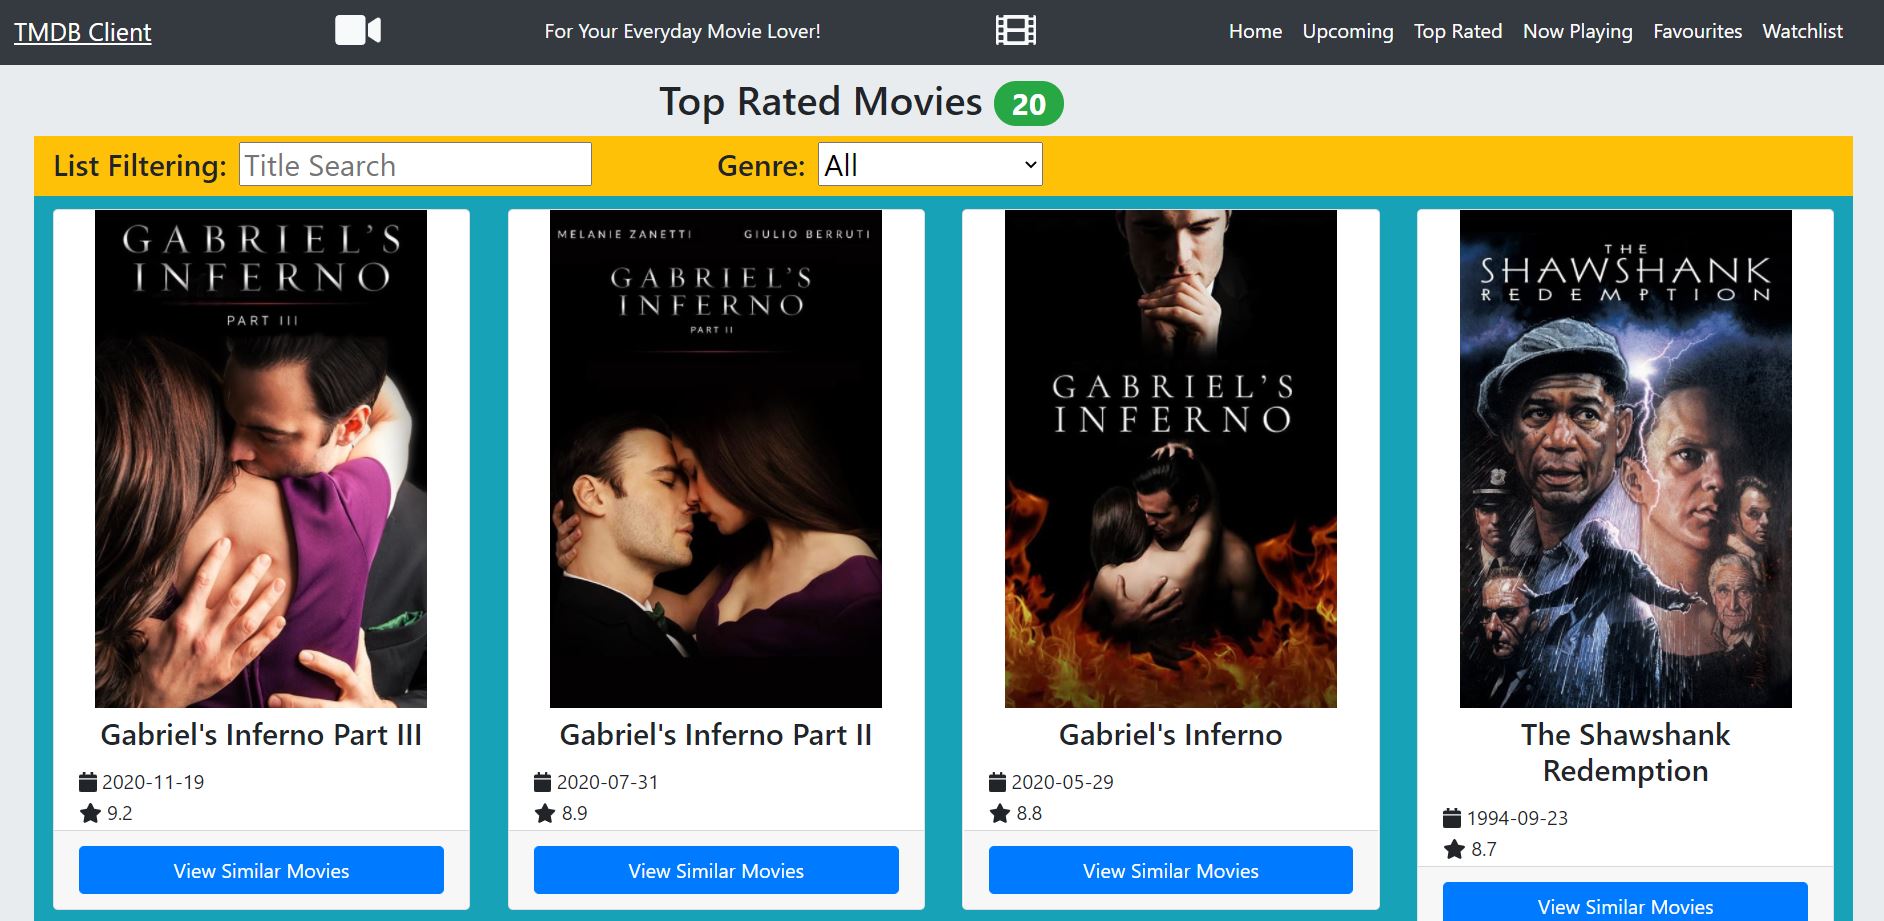 TMDB Client
For Your Everyday Movie Lover!
Home Upcoming Top Rated Now Playing Favourites Watchlist
Top Rated Movies 20
List Filtering: Title Search Genre: All
GABRIEL'S
INFERNO
PART III
Gabriel's Inferno Part III
2020-11-19
9.2
View Similar Movies
MELANIE ZANETTI GIULIO BERRUTI
GABRIEL'S
INFERNO
PART II
Gabriel's Inferno Part II
2020-07-31
8.9
View Similar Movies
GABRIEL'S
INFERNO
Gabriel's Inferno
2020-05-29
8.8
View Similar Movies
THE
SHAWSHANK
REDEMPTION
The Shawshank
Redemption
1994-09-23
8.7
View Similar Movies